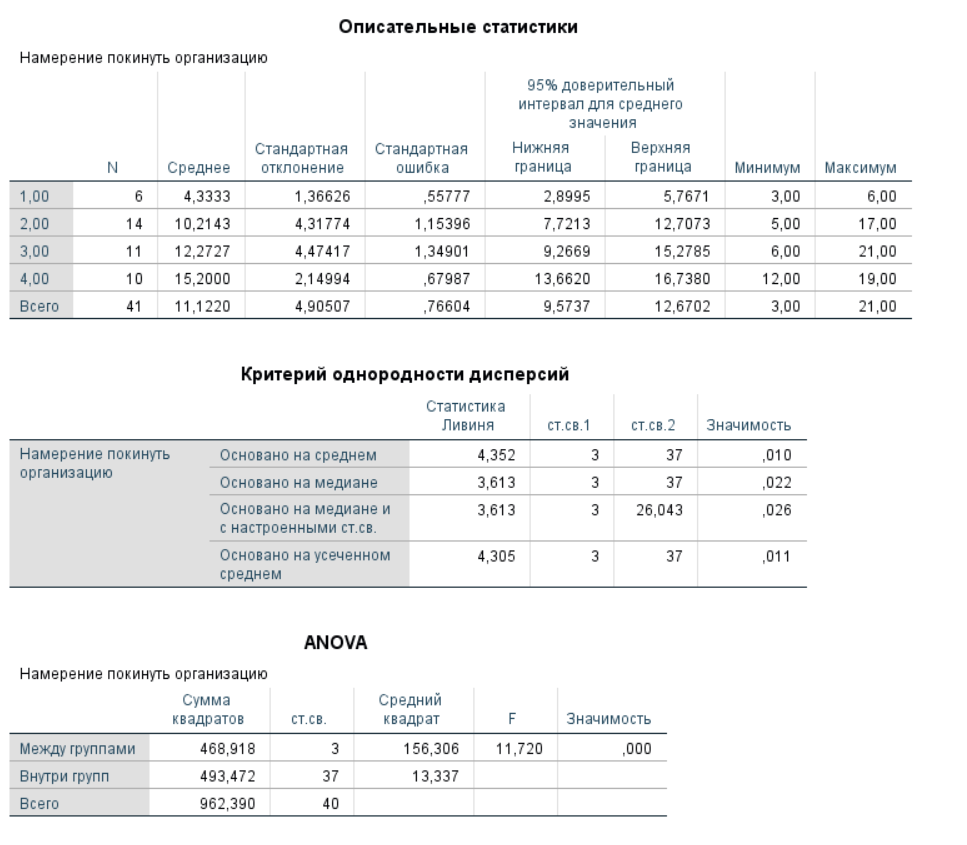 Описательные статистики
Намерение покинуть организацию
95% доверительный
интервал для среднего
значения
N Среднее Стандартная отклонение Стандартная ошибка Нижняя граница Верхняя граница Минимум Максимум
1,00 6 4,3333 1,36626 ,55777 2,8995 5,7671 3,00 6,00
2,00 14 10,2143 4,31774 1,15396 7,7213 12,7073 5,00 17,00
3,00 11 12,2727 4,47417 1,34901 9,2669 15,2785 6,00 21,00
4,00 10 15,2000 2,14994 ,67987 13,6620 16,7380 12,00 19,00
Всего 41 11,1220 4,90507 ,76604 9,5737 12,6702 3,00 21,00
Критерий однородности дисперсий
Статистика Ливиня ст.св.1 ст.св.2 Значимость
Намерение покинуть организацию
Основано на среднем 4,352 3 37 ,010
Основано на медиане 3,613 3 37 ,022
Основано на медиане и с настроенными ст.св. 3,613 3 26,043 ,026
Основано на усеченном среднем 4,305 3 37 ,011
ANOVA
Намерение покинуть организацию
Сумма квадратов ст.св. Средний квадрат F Значимость
Между группами 468,918 3 156,306 11,720 ,000
Внутри групп 493,472 37 13,337
Всего 962,390 40